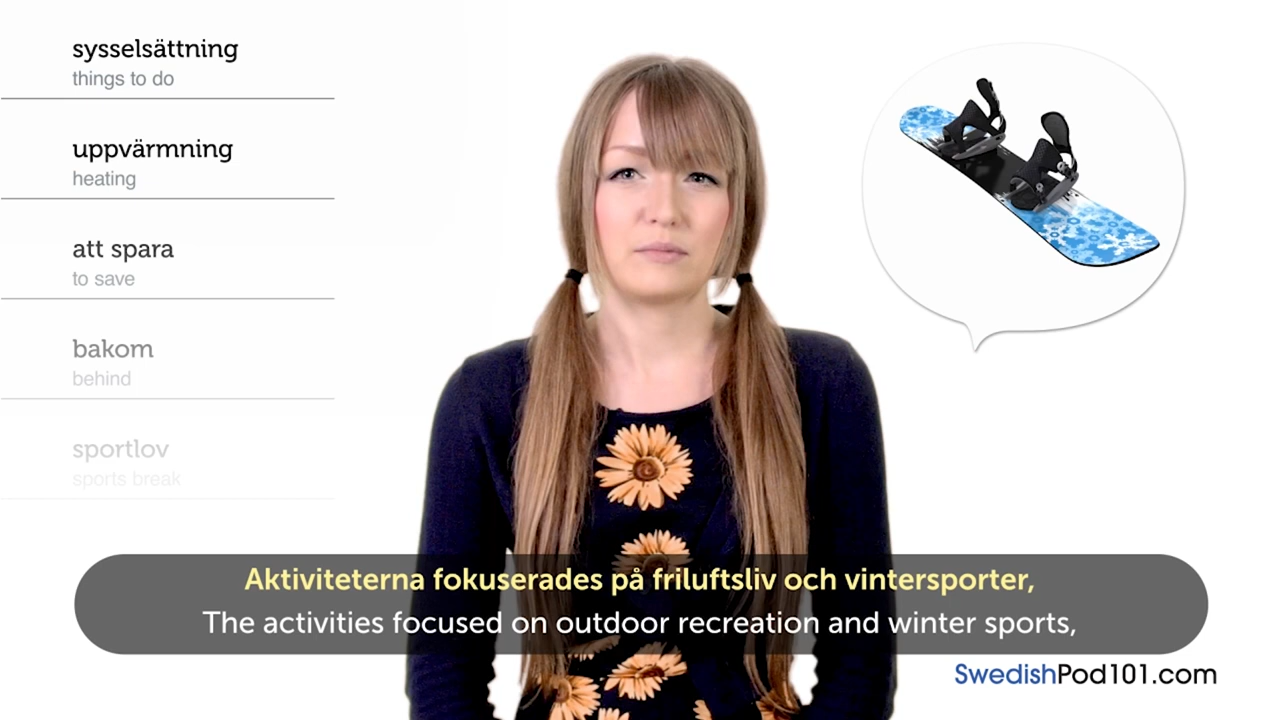 sysselsättning
things to do
uppvärmning
heating
att spara
to save
bakom
behind
sportlov
sports break
Aktiviteterna fokuserades på friluftsliv och vintersporter,
The activities focused on outdoor recreation and winter sports,
SwedishPod101.com